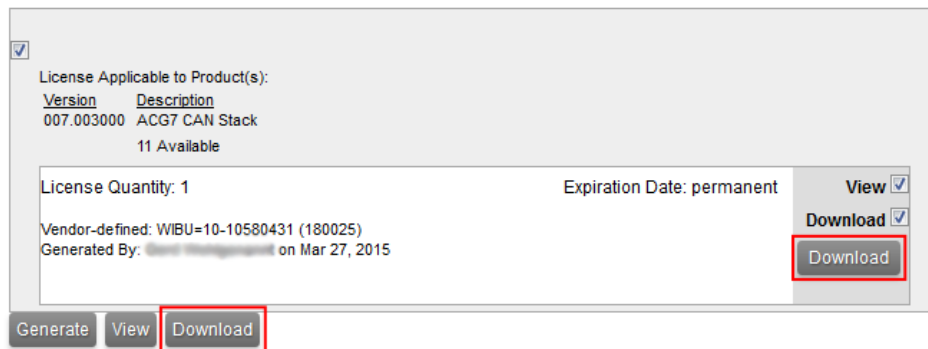 License Applicable to Product(s):
Version Description
007.003000 ACG7 CAN Stack
11 Available
License Quantity: 1 Expiration Date: permanent View
Vendor-defined: WIBU=10-10580431 (180025) Download
Generated By: on Mar 27, 2015 Download
Generate View Download